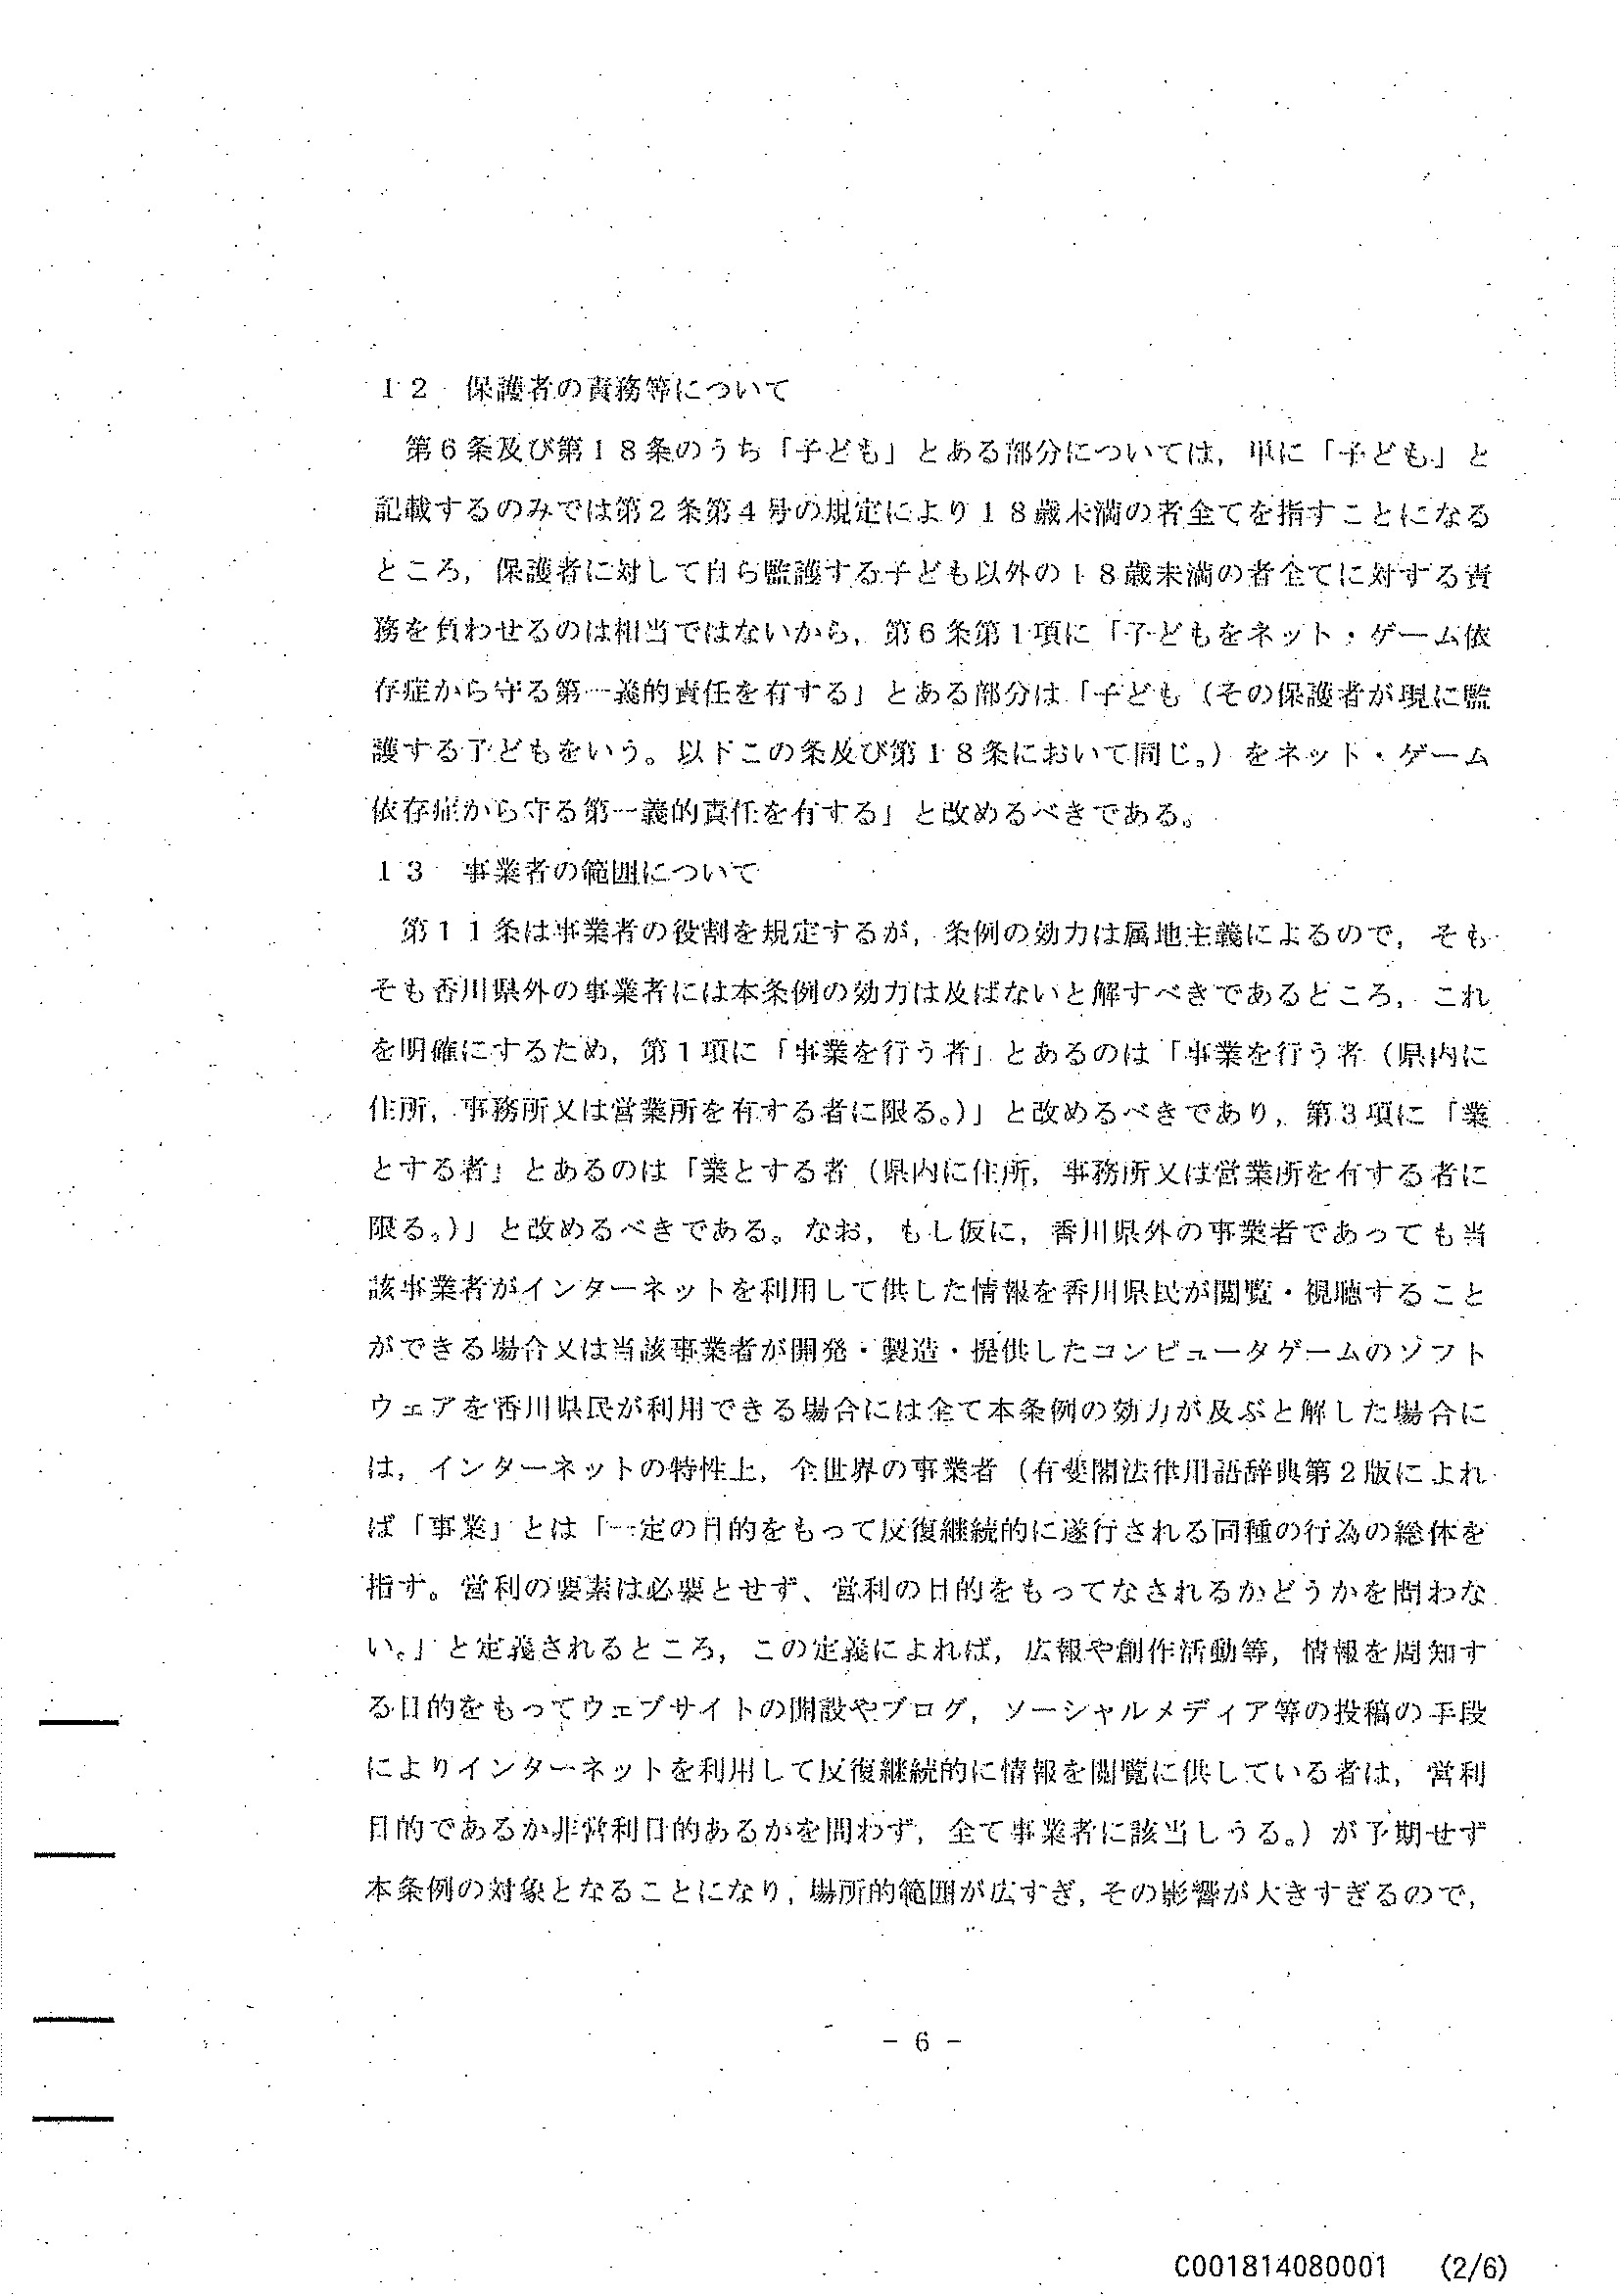 １２　保護者の責務等について
　第６条及び第１８条のうち「子ども」とある部分については，単に「子ども」と
記載するのみでは第２条第４号の規定により１８歳未満の者全てを指すことになる
ところ，保護者に対して自ら監護する子ども以外の１８歳未満の者全てに対する責
務を負わせるのは相当ではないから，第６条第１項に「子どもをネット・ゲーム依
存症から守る第一義的責任を有する」とある部分は「子ども（その保護者が現に監
護する子どもをいう。以下この条及び第１８条において同じ。）をネット・ゲーム
依存症から守る第一義的責任を有する」と改めるべきである。
１３　事業者の範囲について
　第１１条は事業者の役割を規定するが，条例の効力は属地主義によるので，そも
そも香川県外の事業者には本条例の効力は及ばないと解すべきであるところ，これ
を明確にするため，第１項に「事業を行う者」とあるのは「事業を行う者（県内に
住所，事務所又は営業所を有する者に限る。）」と改めるべきであり，第３項に「業
とする者」とあるのは「業とする者（県内に住所，事務所又は営業所を有する者に
限る。）」と改めるべきである。なお，もし仮に，香川県外の事業者であっても当
該事業者がインターネットを利用して供した情報を香川県民が閲覧・視聴すること
ができる場合又は当該事業者が開発・製造・提供したコンピュータゲームのソフト
ウェアを香川県民が利用できる場合には全て本条例の効力が及ぶと解した場合に
は，インターネットの特性上，全世界の事業者（有斐閣法律用語辞典第２版によれ
ば「事業」とは「一定の目的をもって反復継続的に遂行される同種の行為の総体を
指す。営利の要素は必要とせず、営利の目的をもってなされるかどうかを問わな
い。」と定義されるところ，この定義によれば，広報や創作活動等，情報を周知す
る目的をもってウェブサイトの開設やブログ，ソーシャルメディア等の投稿の手段
によりインターネットを利用して反復継続的に情報を閲覧に供している者は，営利
目的であるか非営利目的あるかを問わず，全て事業者に該当しうる。）が予期せず
本条例の対象となることになり，場所的範囲が広すぎ，その影響が大きすぎるので，
－ 6 －
C001814080001 (2/6)